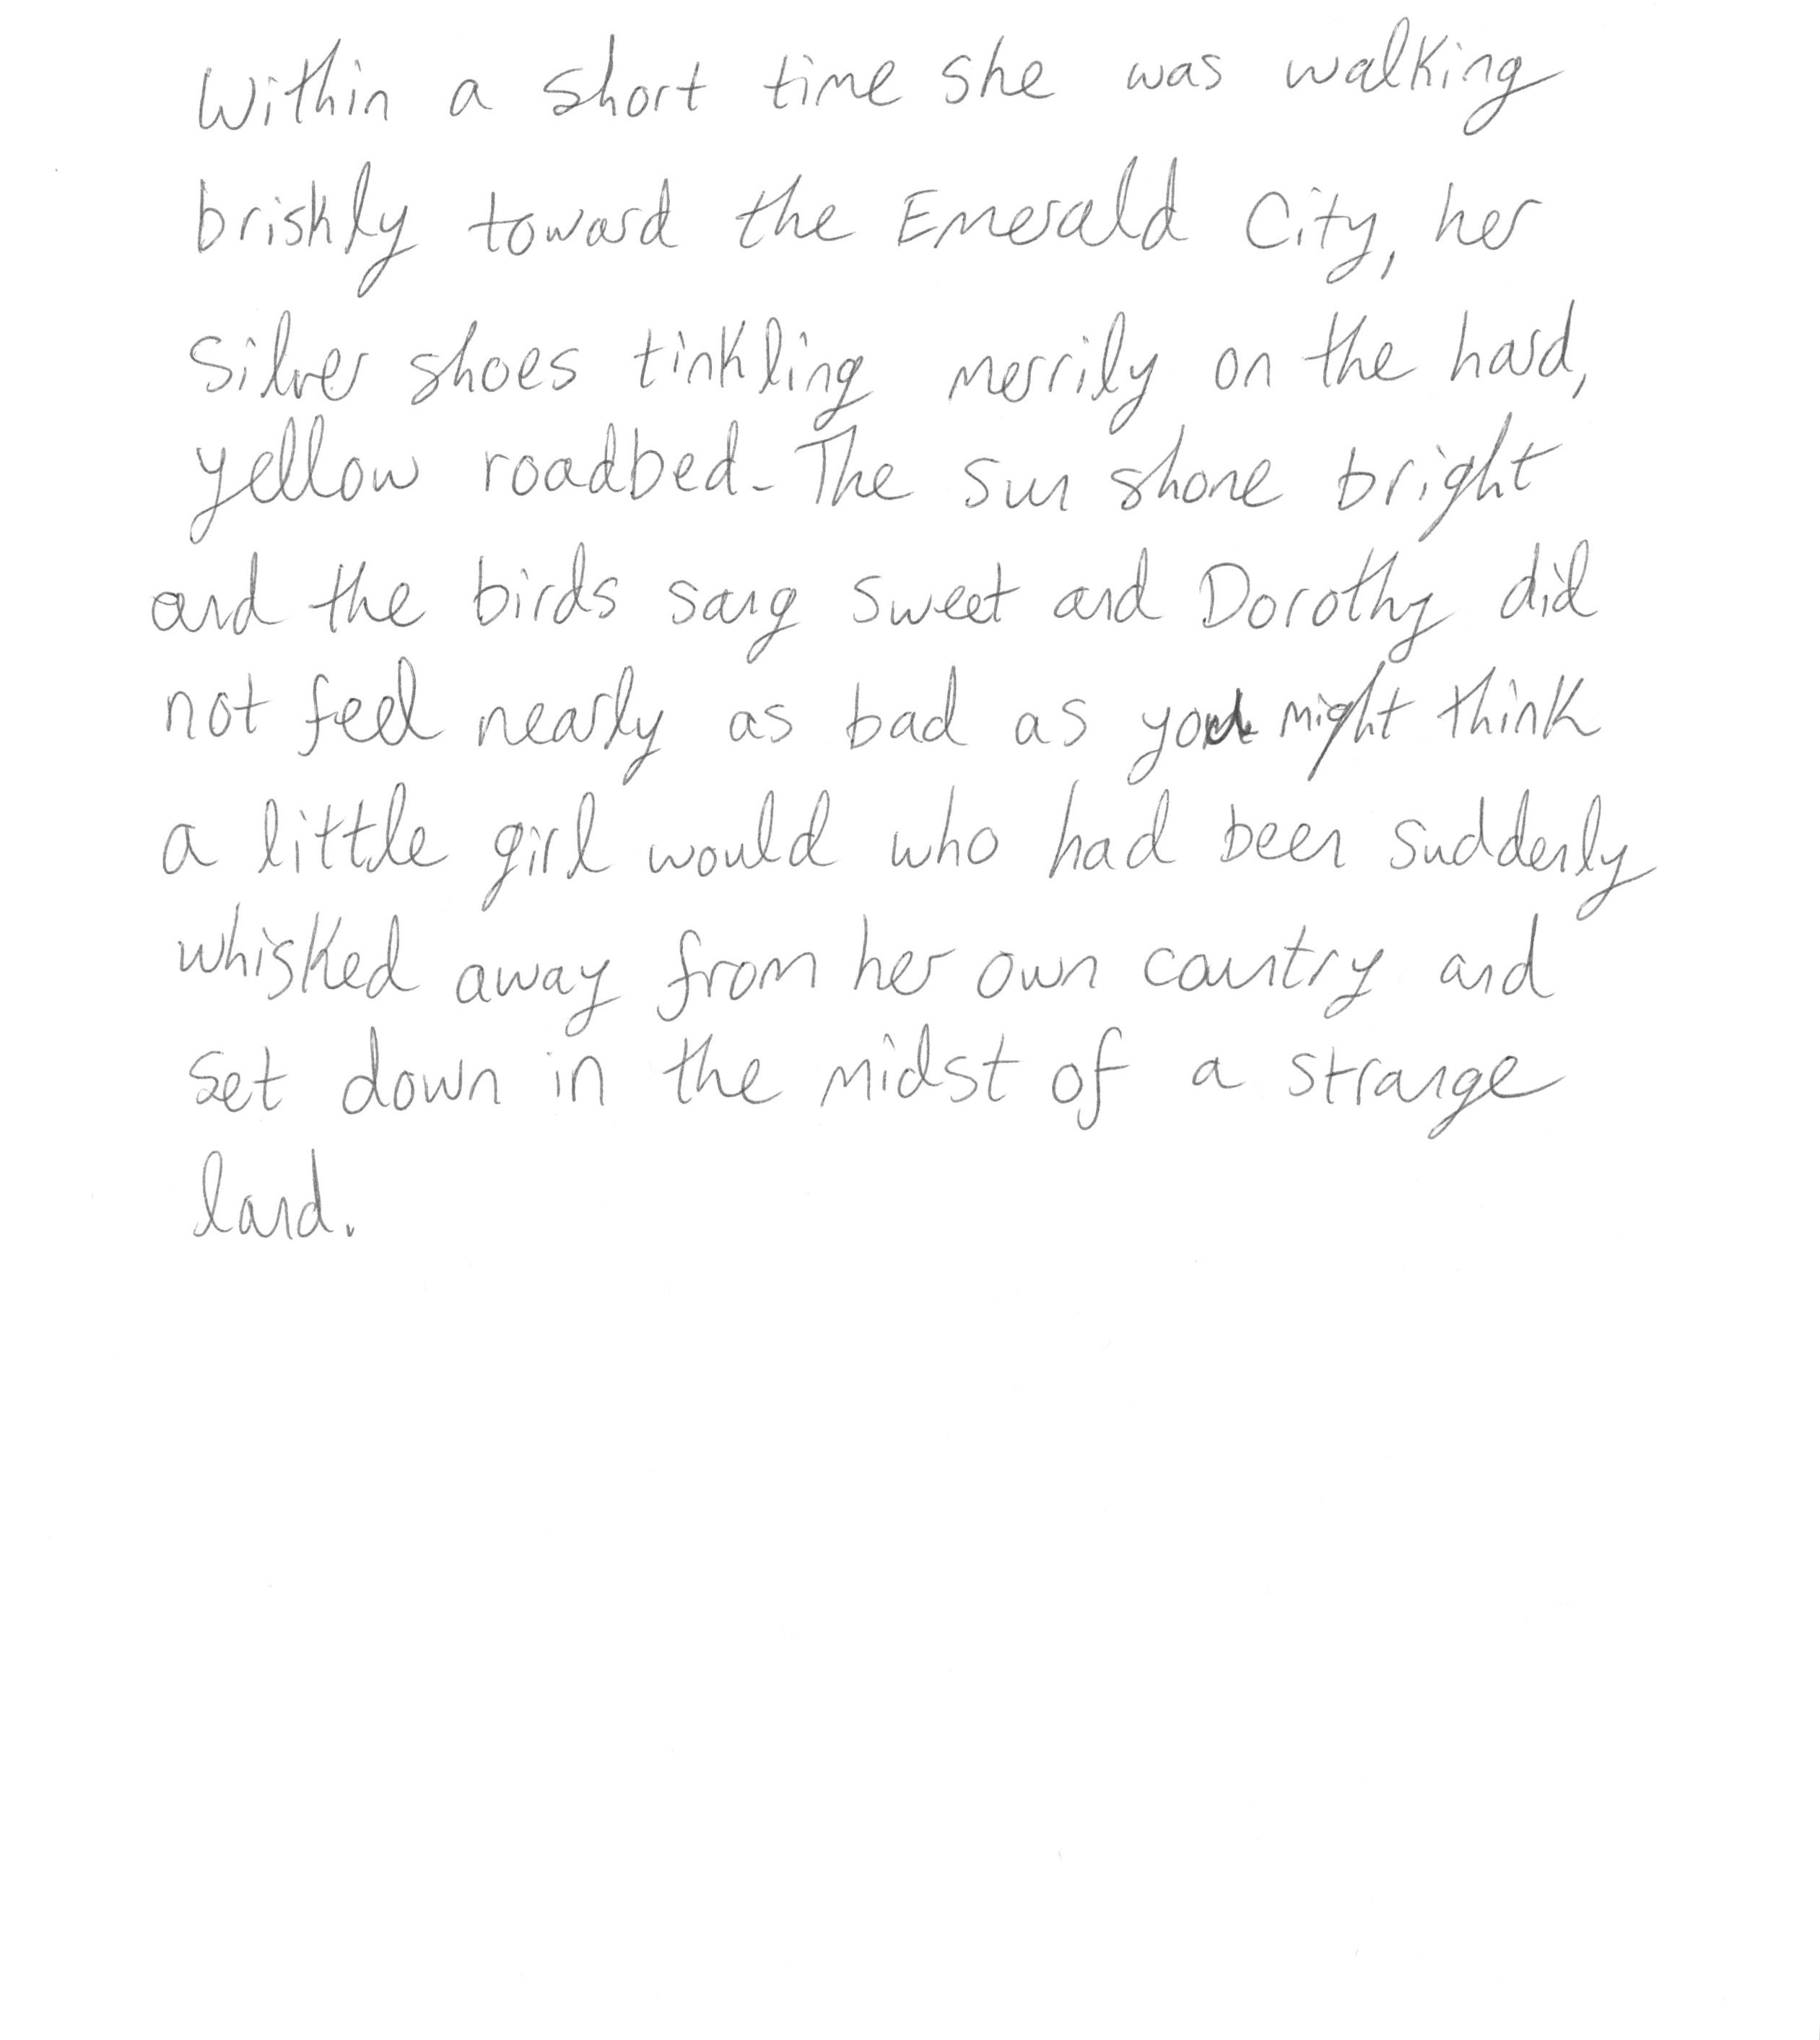 Within a short time she was walking
briskly toward the Emerald City, her
Silver shoes tinkling merrily on the hard,
yellow roadbed. The sun shone bright
and the birds sang sweet and Dorothy did
not feel nearly as bad as you might think
a little girl would who had been suddenly
whisked away from her own country and
set down in the midst of a strange
land.